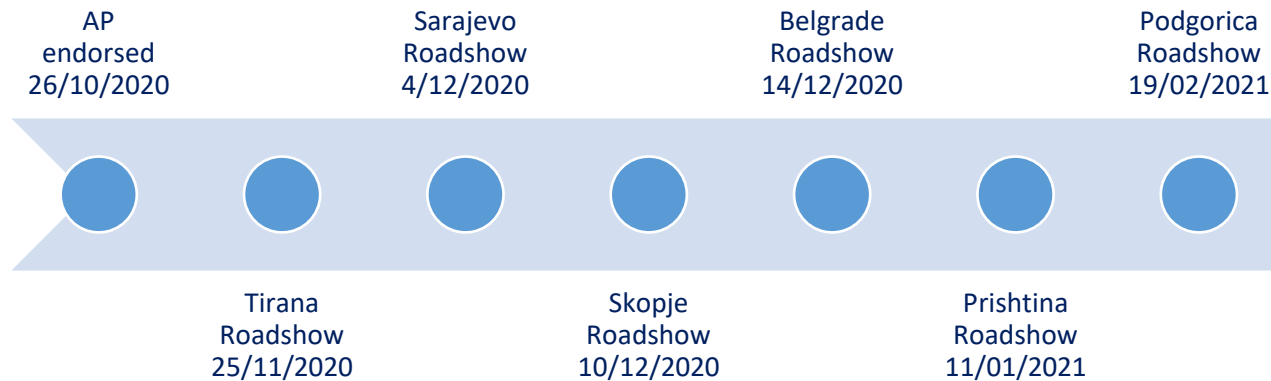 AP
endorsed
26/10/2020
Tirana
Roadshow
25/11/2020
Sarajevo
Roadshow
4/12/2020
Skopje
Roadshow
10/12/2020
Belgrade
Roadshow
14/12/2020
Prishtina
Roadshow
11/01/2021
Podgorica
Roadshow
19/02/2021